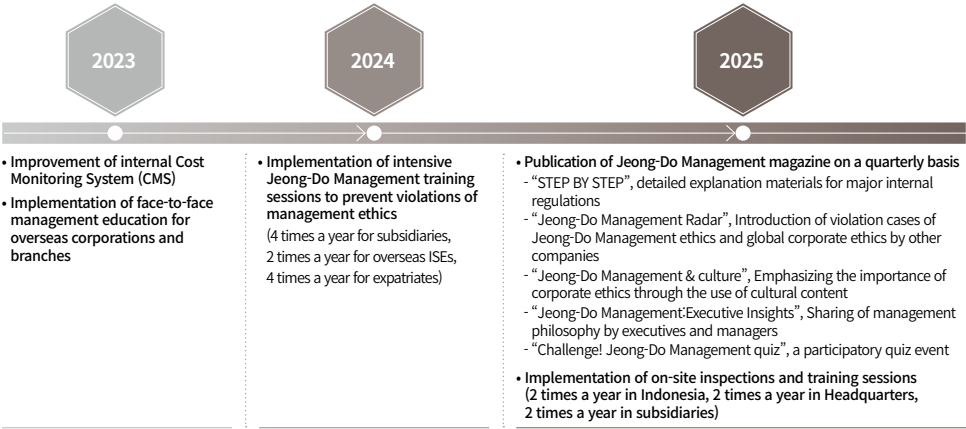 2023
2024
2025
• Improvement of internal Cost
Monitoring System (CMS)
• Implementation of face-to-face
management education for
overseas corporations and
branches
• Implementation of intensive
Jeong-Do Management training
sessions to prevent violations of
management ethics
(4 times a year for subsidiaries,
2 times a year for overseas ISEs,
4 times a year for expatriates)
• Publication of Jeong-Do Management magazine on a quarterly basis
- “STEP BY STEP”, detailed explanation materials for major internal
regulations
- “Jeong-Do Management Radar”, Introduction of violation cases of
Jeong-Do Management ethics and global corporate ethics by other
companies
- “Jeong-Do Management & culture”, Emphasizing the importance of
corporate ethics through the use of cultural content
- “Jeong-Do Management:Executive Insights”, Sharing of management
philosophy by executives and managers
- “Challenge! Jeong-Do Management quiz”, a participatory quiz event
• Implementation of on-site inspections and training sessions
(2 times a year in Indonesia, 2 times a year in Headquarters,
2 times a year in subsidiaries)